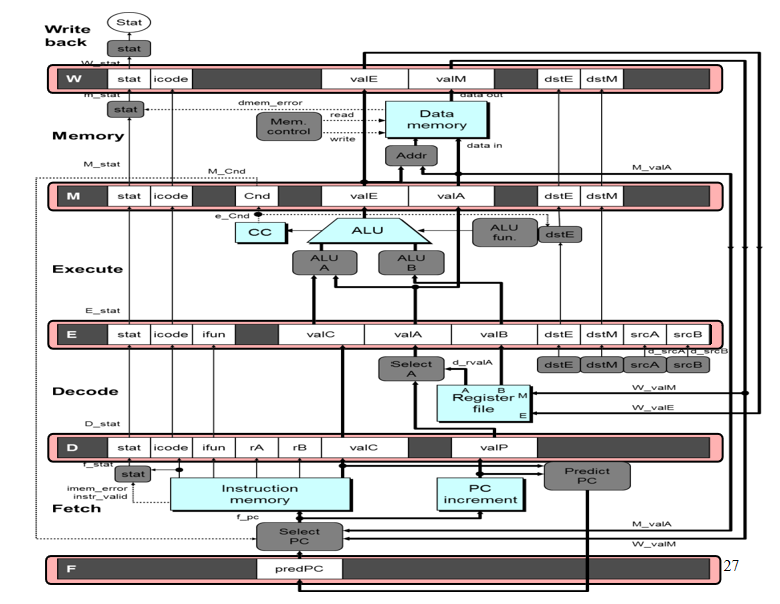 Write
back
Stat
stat
W_stat
W stat icode valE valM dstE dstM
m_stat
data out
stat
dmem_error
Mem.
control
read
write
Data
memory
Memory
data in
Addr
M_stat
M_Cnd
M_valA
M stat icode Cnd valE valA dstE dstM
e_Cnd
CC
ALU
ALU
fun.
dstE
ALU
A
ALU
B
Execute
E_stat
E stat icode ifun valC valA valB dstE dstM srcA srcB
d_srcA d_srcB
Select
A
d_rvalA
dstE dstM srcA srcB
Decode
A B
Register
file
M
E
W_valM
W_valE
D_stat
D stat icode ifun rA rB valC valP
f_stat
stat
imem_error
instr_valid
Instruction
memory
PC
increment
Predict
PC
Fetch
f_pc
Select
PC
M_valA
W_valM
F predPC
27